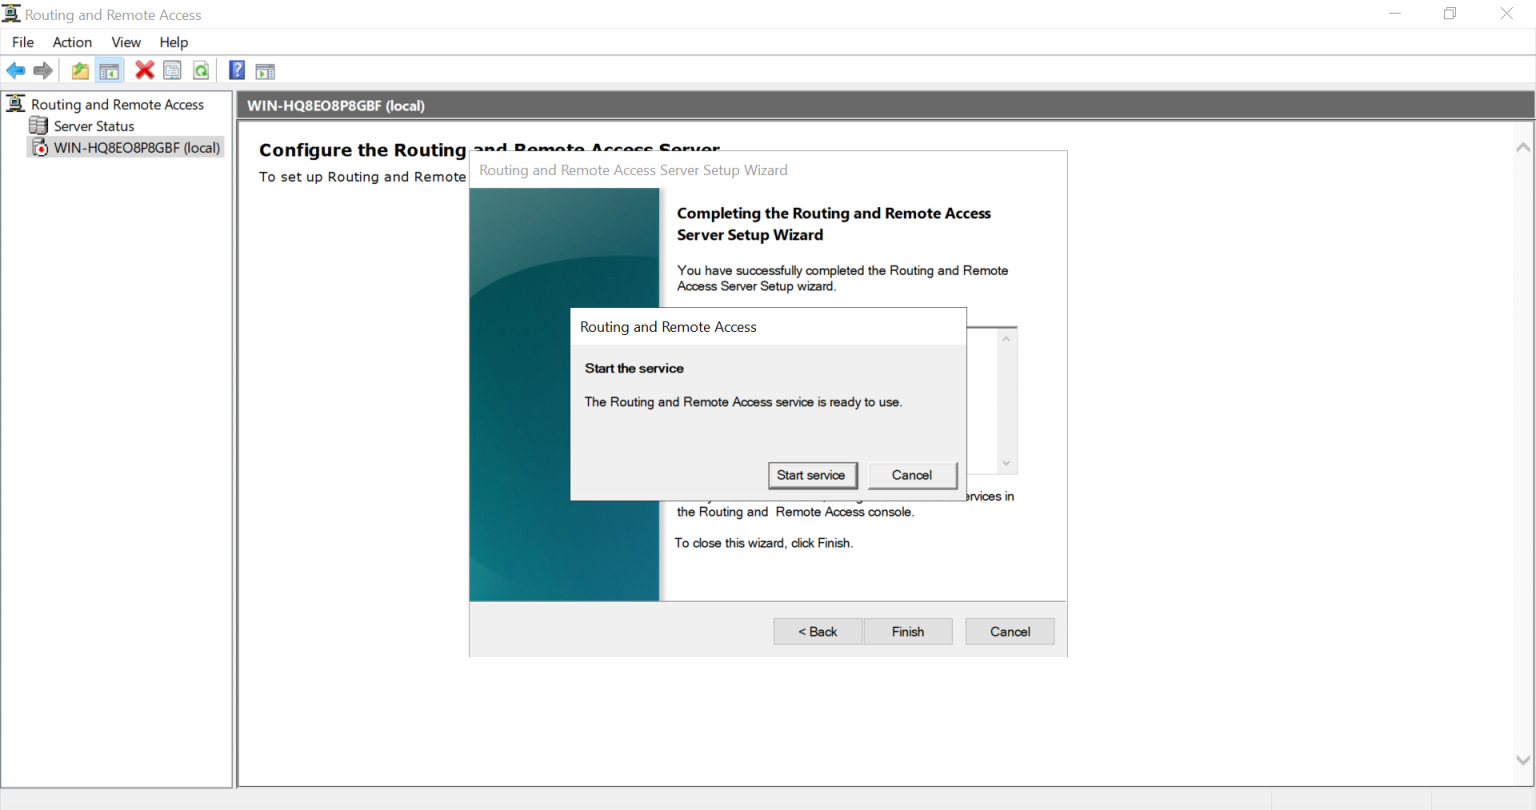 Routing and Remote Access
File Action View Help
Routing and Remote Access
Server Status
WIN-HQ8EO8P8GBF (local)
WIN-HQ8EO8P8GBF (local)
Configure the Routing and Remote Access Server
To set up Routing and Remote
Routing and Remote Access Server Setup Wizard
Completing the Routing and Remote Access
Server Setup Wizard
You have successfully completed the Routing and Remote
Access Server Setup wizard.
Routing and Remote Access
Start the service
The Routing and Remote Access service is ready to use.
Start service
Cancel
in
the Routing and Remote Access console.
To close this wizard, click Finish.
< Back
Finish
Cancel